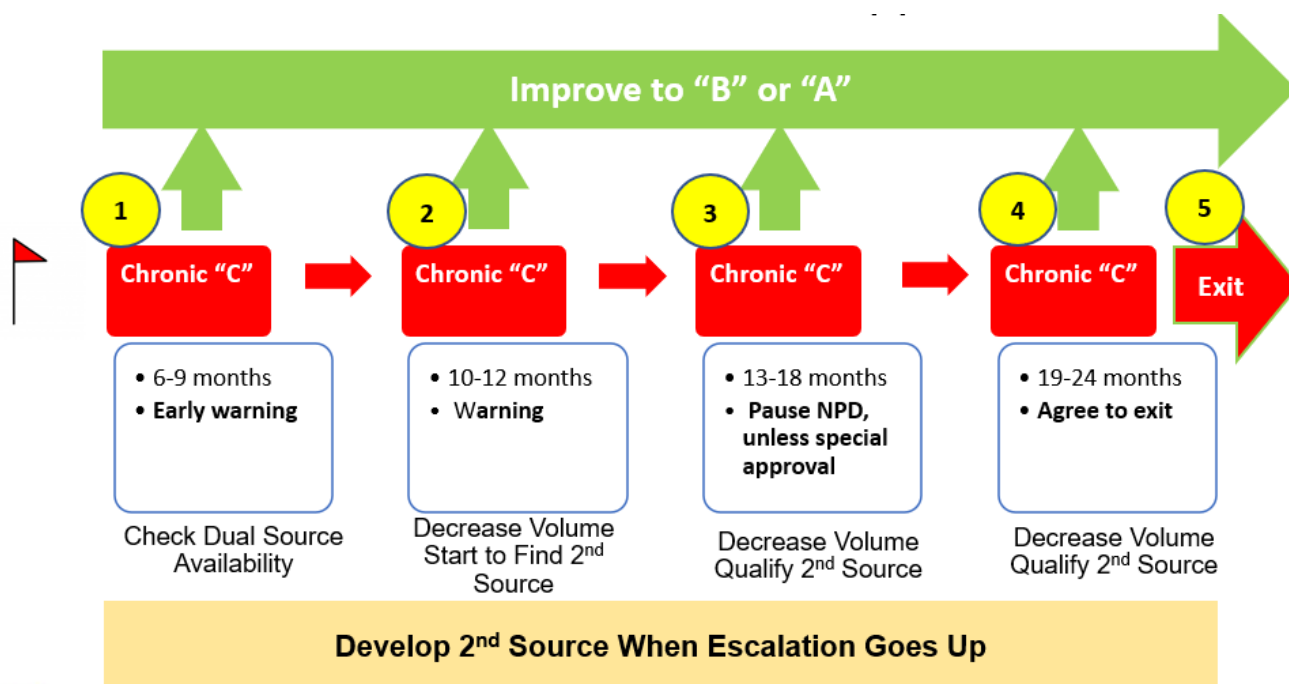 Improve to “B” or “A”
1
2
3
4
5
Chronic “C”
Chronic “C”
Chronic “C”
Chronic “C”
Exit
• 6-9 months
• Early warning
• 10-12 months
• Warning
• 13-18 months
• Pause NPD,
unless special
approval
• 19-24 months
• Agree to exit
Check Dual Source
Availability
Decrease Volume
Start to Find 2nd
Source
Decrease Volume
Qualify 2nd Source
Decrease Volume
Qualify 2nd Source
Develop 2nd Source When Escalation Goes Up